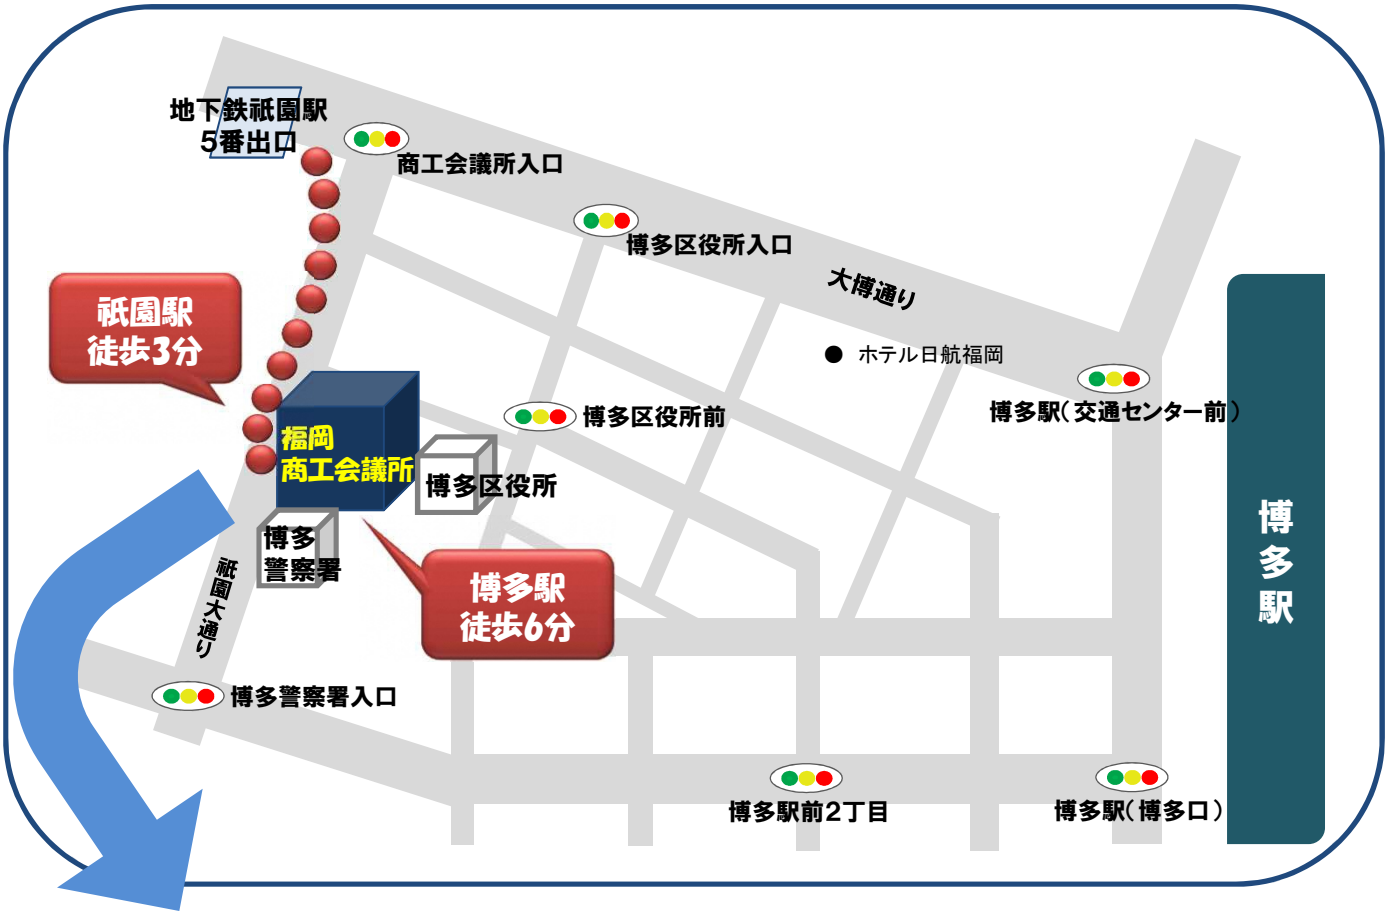 地下鉄祇園駅
5番出口
商工会議所入口
博多区役所入口
大博通り
祇園駅
徒歩3分
● ホテル日航福岡
博多駅(交通センター前)
博多区役所前
福岡
商工会議所
博多区役所
博多
警察署
博多駅
祇園大通り
博多駅
徒歩6分
博多警察署入口
博多駅前2丁目
博多駅(博多口)